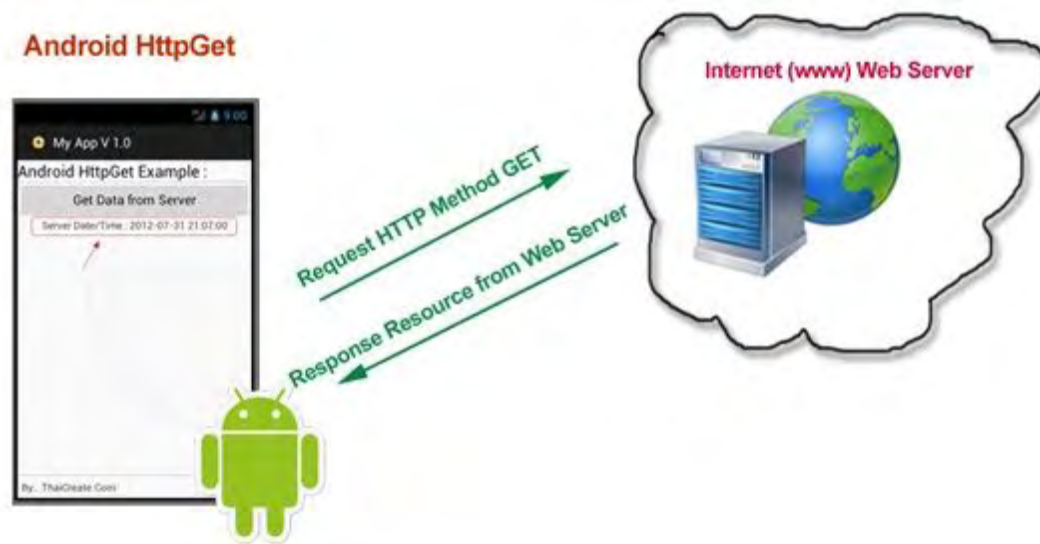 Android HttpGet
Internet (www) Web Server
9:00
My App V 1.0
Android HttpGet Example :
Get Data from Server
Server Date/Time : 2012-07-31 21:07:00
Request HTTP Method GET
Response Resource from Web Server
By.. ThaiCreate.Com